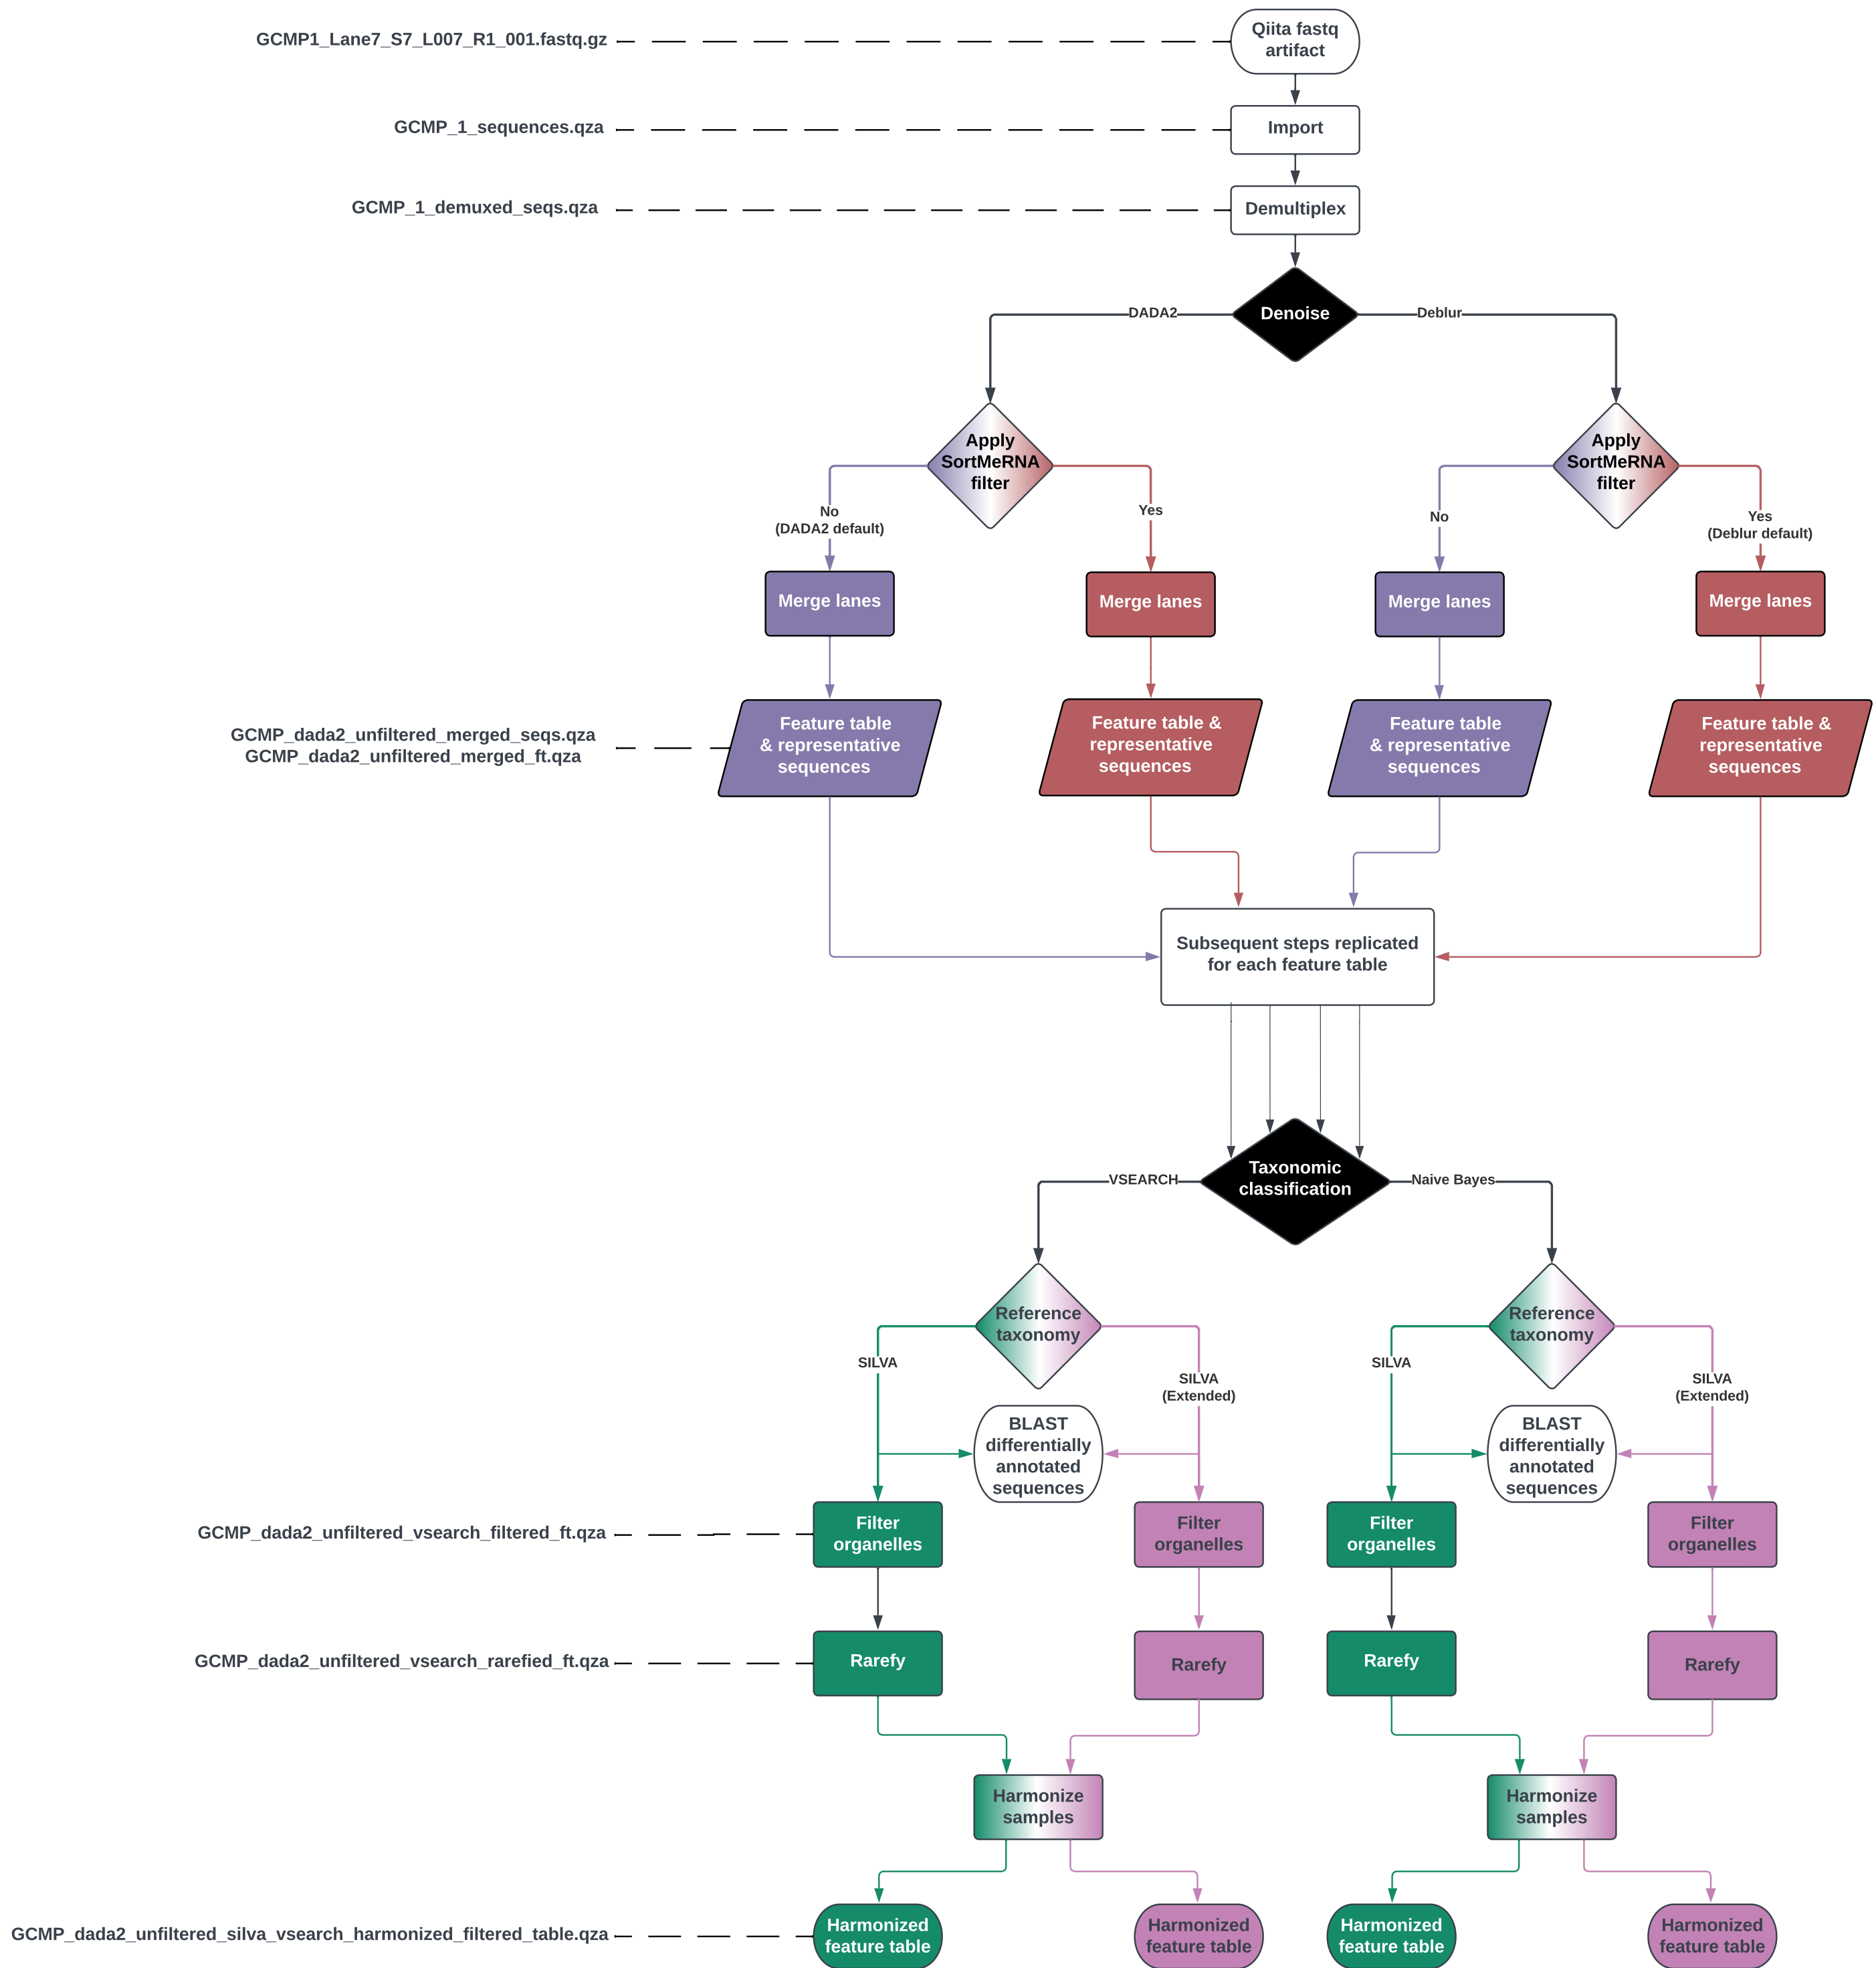 Qiita fastq
artifact
GCMP1_Lane7_S7_L007_R1_001.fastq.gz
Import
GCMP_1_sequences.qza
Demultiplex
GCMP_1_demuxed_seqs.qza
DADA2
Denoise
Deblur
Apply
SortMeRNA
filter
Apply
SortMeRNA
filter
No
(DADA2 default)
Yes
No
Yes
(Deblur default)
Merge lanes
Merge lanes
Merge lanes
Merge lanes
GCMP_dada2_unfiltered_merged_seqs.qza
GCMP_dada2_unfiltered_merged_ft.qza
Feature table
& representative
sequences
Feature table &
representative
sequences
Feature table
& representative
sequences
Feature table &
representative
sequences
Subsequent steps replicated
for each feature table
VSEARCH
Taxonomic
classification
Naive Bayes
Reference
taxonomy
Reference
taxonomy
SILVA
SILVA
(Extended)
SILVA
SILVA
(Extended)
BLAST
differentially
annotated
sequences
BLAST
differentially
annotated
sequences
GCMP_dada2_unfiltered_vsearch_filtered_ft.qza
Filter
organelles
Filter
organelles
Filter
organelles
Filter
organelles
GCMP_dada2_unfiltered_vsearch_rarefied_ft.qza
Rarefy
Rarefy
Rarefy
Rarefy
Harmonize
samples
Harmonize
samples
GCMP_dada2_unfiltered_silva_vsearch_harmonized_filtered_table.qza
Harmonized
feature table
Harmonized
feature table
Harmonized
feature table
Harmonized
feature table